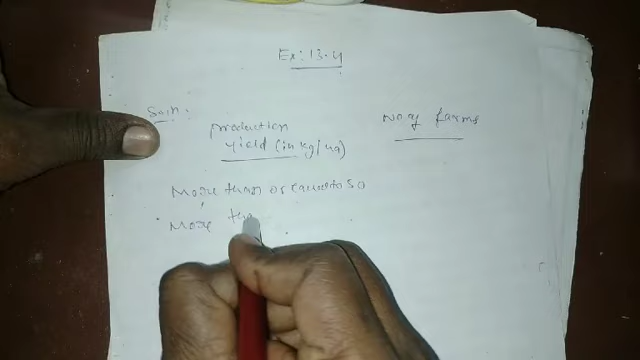 Ex: 13.4
Soln:
production
yield (in kg/ha)
No of farms
More than or equal to 50
More tha